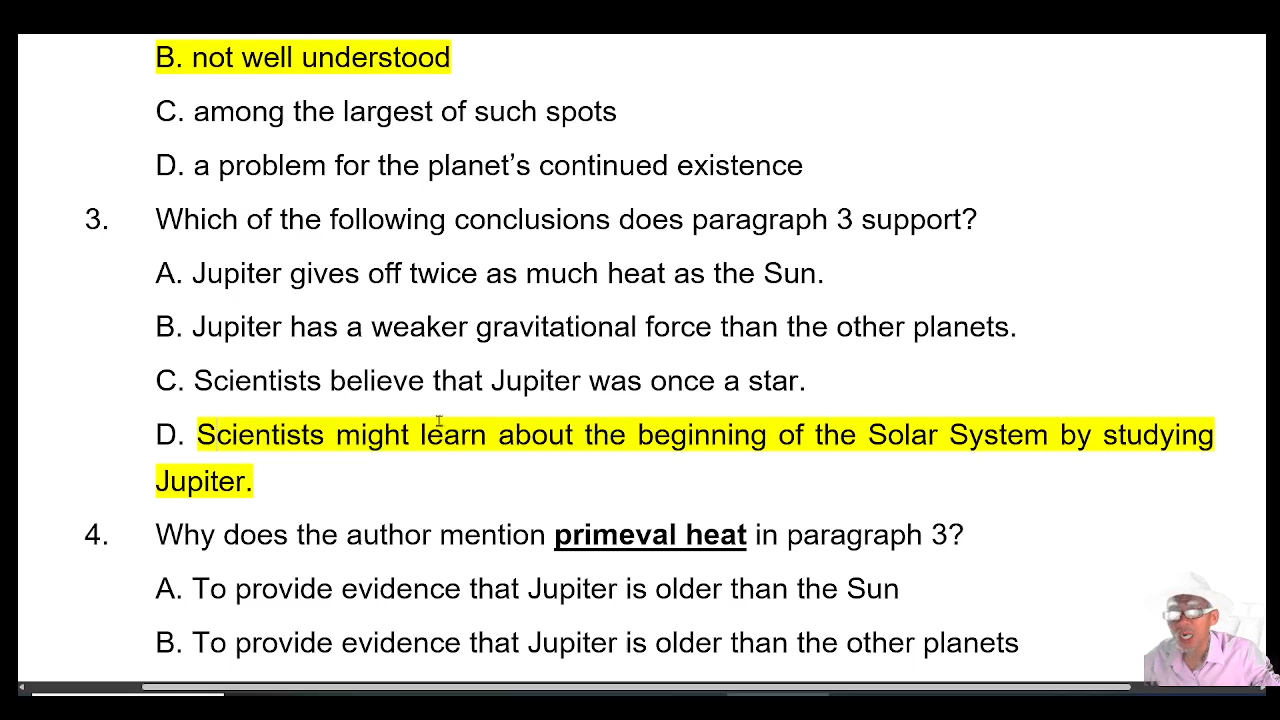 B. not well understood
C. among the largest of such spots
D. a problem for the planet’s continued existence
3. Which of the following conclusions does paragraph 3 support?
A. Jupiter gives off twice as much heat as the Sun.
B. Jupiter has a weaker gravitational force than the other planets.
C. Scientists believe that Jupiter was once a star.
D. Scientists might learn about the beginning of the Solar System by studying
Jupiter.
4. Why does the author mention primeval heat in paragraph 3?
A. To provide evidence that Jupiter is older than the Sun
B. To provide evidence that Jupiter is older than the other planets